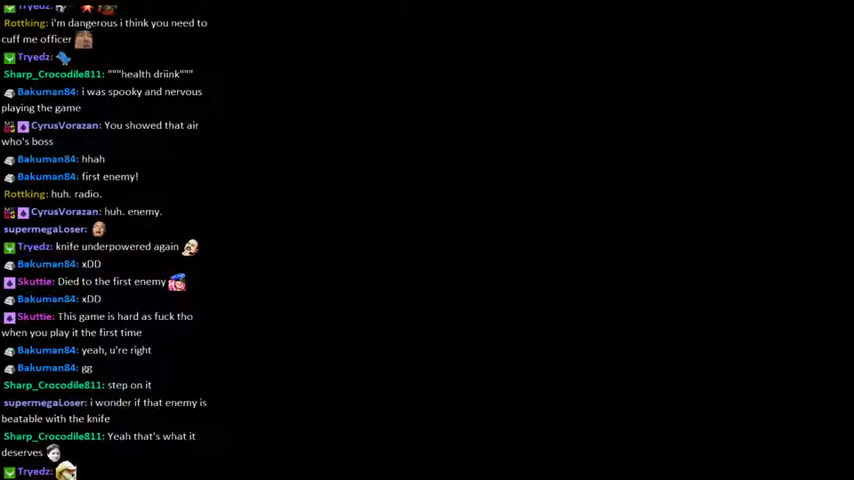 Tryedz:
Rottking: i'm dangerous i think you need to
cuff me officer
Tryedz:
Sharp_Crocodile811: """health driink"""
Bakuman84: i was spooky and nervous
playing the game
CyrusVorazan: You showed that air
who's boss
Bakuman84: hhah
Bakuman84: first enemy!
Rottking: huh. radio.
CyrusVorazan: huh. enemy.
supermegaLoser:
Tryedz: knife underpowered again
Bakuman84: xDD
Skuttie: Died to the first enemy
Bakuman84: xDD
Skuttie: This game is hard as fuck tho
when you play it the first time
Bakuman84: yeah, u're right
Bakuman84: gg
Sharp_Crocodile811: step on it
supermegaLoser: i wonder if that enemy is
beatable with the knife
Sharp_Crocodile811: Yeah that's what it
deserves
Tryedz: